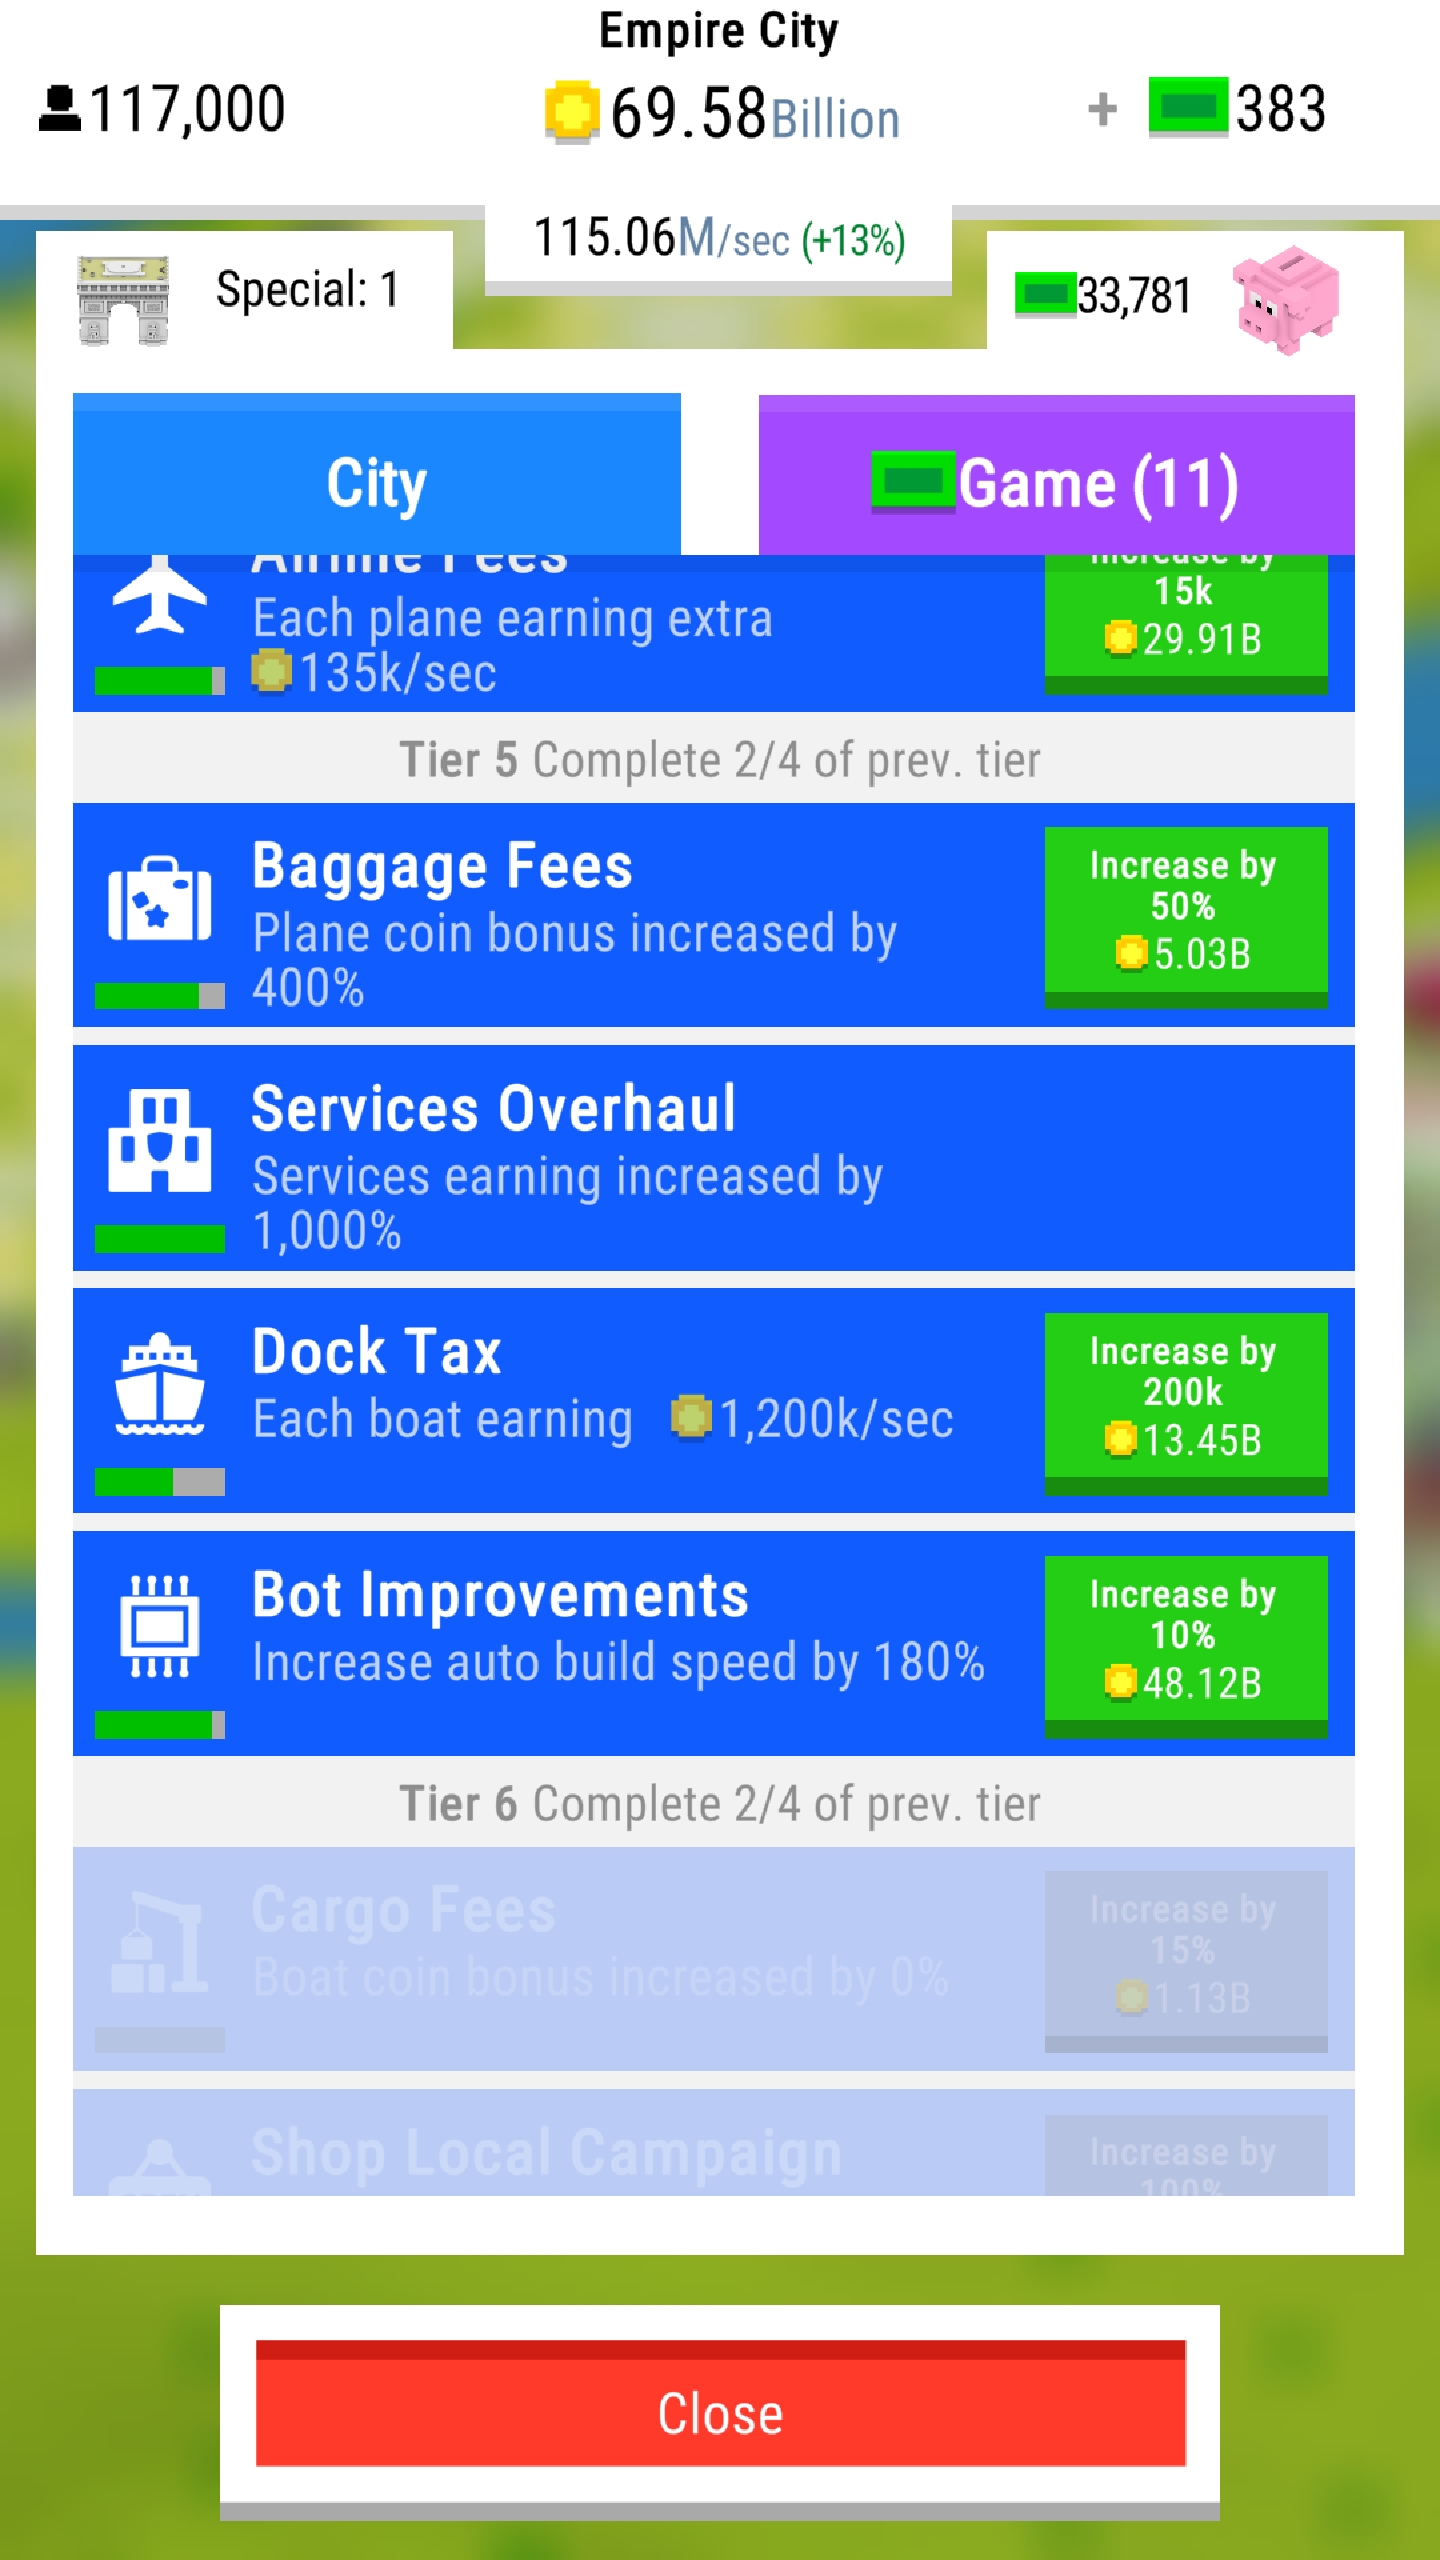 Empire City
117,000
69.58Billion
+ 383
115.06M/sec (+13%)
Special: 1
33,781
City
Game (11)
Airline Fees
Each plane earning extra
135k/sec
Increase by
15k
29.91B
Tier 5 Complete 2/4 of prev. tier
Baggage Fees
Plane coin bonus increased by
400%
Increase by
50%
5.03B
Services Overhaul
Services earning increased by
1,000%
Dock Tax
Each boat earning 1,200k/sec
Increase by
200k
13.45B
Bot Improvements
Increase auto build speed by 180%
Increase by
10%
48.12B
Tier 6 Complete 2/4 of prev. tier
Cargo Fees
Boat coin bonus increased by 0%
Increase by
15%
1.13B
Shop Local Campaign
Increase by
100%
Close